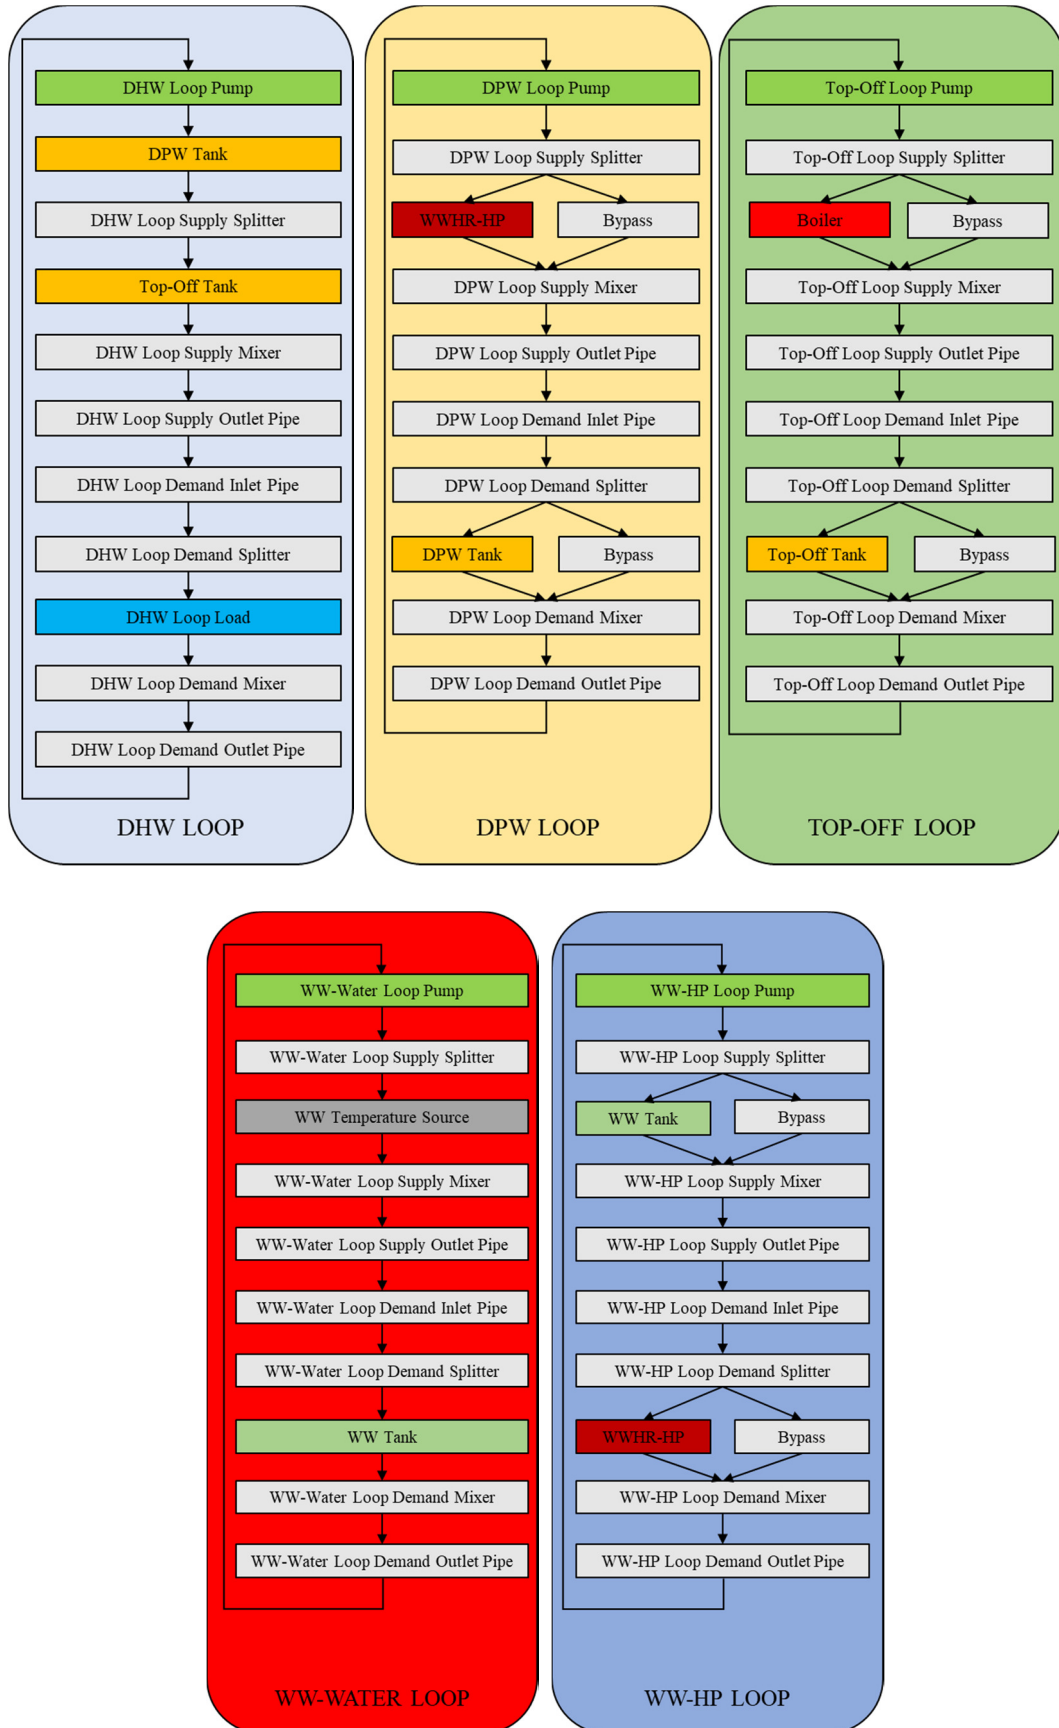 DHW Loop Pump
DPW Tank
DHW Loop Supply Splitter
Top-Off Tank
DHW Loop Supply Mixer
DHW Loop Supply Outlet Pipe
DHW Loop Demand Inlet Pipe
DHW Loop Demand Splitter
DHW Loop Load
DHW Loop Demand Mixer
DHW Loop Demand Outlet Pipe
DHW LOOP
DPW Loop Pump
DPW Loop Supply Splitter
WWHR-HP
Bypass
DPW Loop Supply Mixer
DPW Loop Supply Outlet Pipe
DPW Loop Demand Inlet Pipe
DPW Loop Demand Splitter
DPW Tank
Bypass
DPW Loop Demand Mixer
DPW Loop Demand Outlet Pipe
DPW LOOP
Top-Off Loop Pump
Top-Off Loop Supply Splitter
Boiler
Bypass
Top-Off Loop Supply Mixer
Top-Off Loop Supply Outlet Pipe
Top-Off Loop Demand Inlet Pipe
Top-Off Loop Demand Splitter
Top-Off Tank
Bypass
Top-Off Loop Demand Mixer
Top-Off Loop Demand Outlet Pipe
TOP-OFF LOOP
WW-Water Loop Pump
WW-Water Loop Supply Splitter
WW Temperature Source
WW-Water Loop Supply Mixer
WW-Water Loop Supply Outlet Pipe
WW-Water Loop Demand Inlet Pipe
WW-Water Loop Demand Splitter
WW Tank
WW-Water Loop Demand Mixer
WW-Water Loop Demand Outlet Pipe
WW-WATER LOOP
WW-HP Loop Pump
WW-HP Loop Supply Splitter
WW Tank
Bypass
WW-HP Loop Supply Mixer
WW-HP Loop Supply Outlet Pipe
WW-HP Loop Demand Inlet Pipe
WW-HP Loop Demand Splitter
WWHR-HP
Bypass
WW-HP Loop Demand Mixer
WW-HP Loop Demand Outlet Pipe
WW-HP LOOP